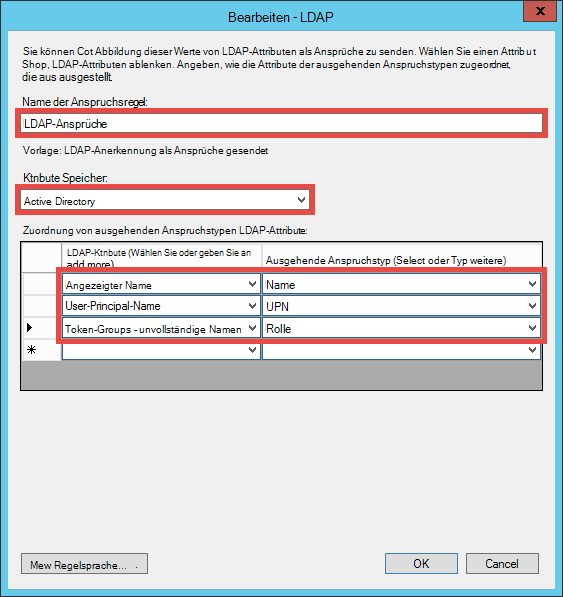 Bearbeiten - LDAP
x
Sie können Cot Abbildung dieser Werte von LDAP-Attributen als Ansprüche zu senden. Wählen Sie einen Attribut
Shop, LDAP-Attributen ablenken. Angeben, wie die Attribute der ausgehenden Anspruchstypen zugeordnet,
die aus ausgestellt.
Name der Anspruchsregel:
LDAP-Ansprüche
Vorlage: LDAP-Anerkennung als Ansprüche gesendet
Ktnbute Speicher:
Active Directory
Zuordnung von ausgehenden Anspruchstypen LDAP-Attribute:
LDAP-Ktnbute (Wählen Sie oder geben Sie an
add more)
Ausgehende Anspruchstyp (Select oder Typ weitere)
Angezeigter Name Name
User-Principal-Name UPN
Token-Groups - unvollständige Namen Rolle
Mew Regelsprache... . OK Cancel